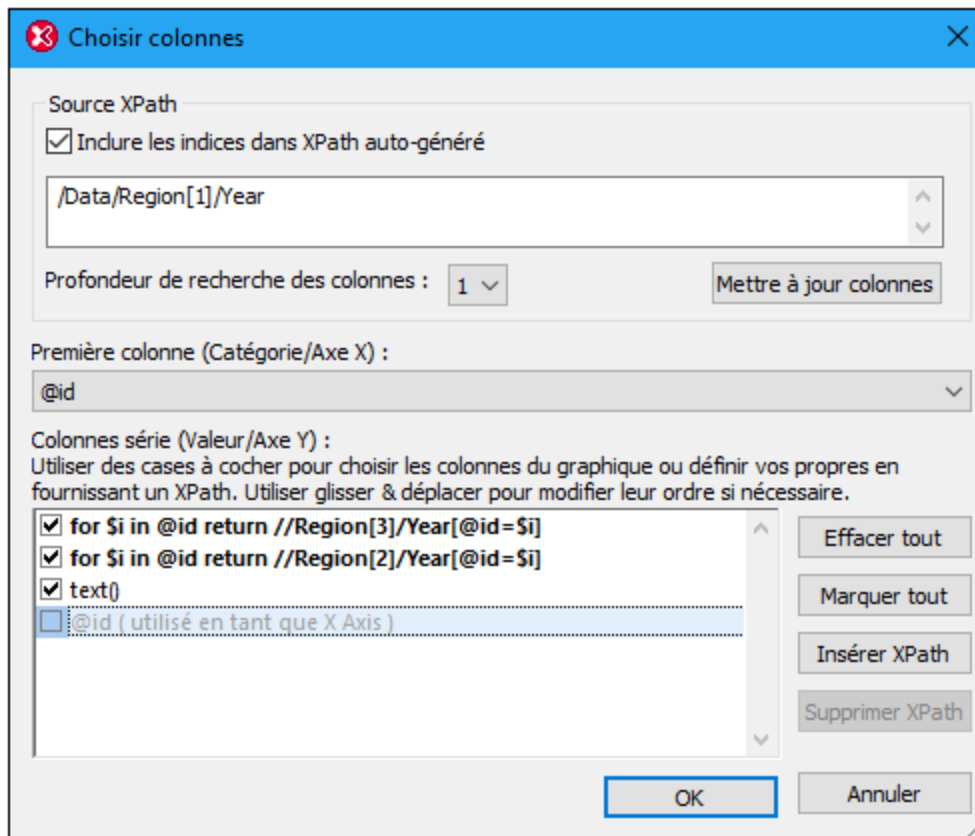 Choisir colonnes
Source XPath
Inclure les indices dans XPath auto-généré
/Data/Region[1]/Year
Profondeur de recherche des colonnes :
1
Mettre à jour colonnes
Première colonne (Catégorie/Axe X) :
@id
Colonnes série (Valeur/Axe Y) :
Utiliser des cases à cocher pour choisir les colonnes du graphique ou définir vos propres en
fournissant un XPath. Utiliser glisser & déplacer pour modifier leur ordre si nécessaire.
for $i in @id return //Region[3]/Year[@id=$i]
for $i in @id return //Region[2]/Year[@id=$i]
text()
@id ( utilisé en tant que X Axis )
Effacer tout
Marquer tout
Insérer XPath
Supprimer XPath
OK
Annuler